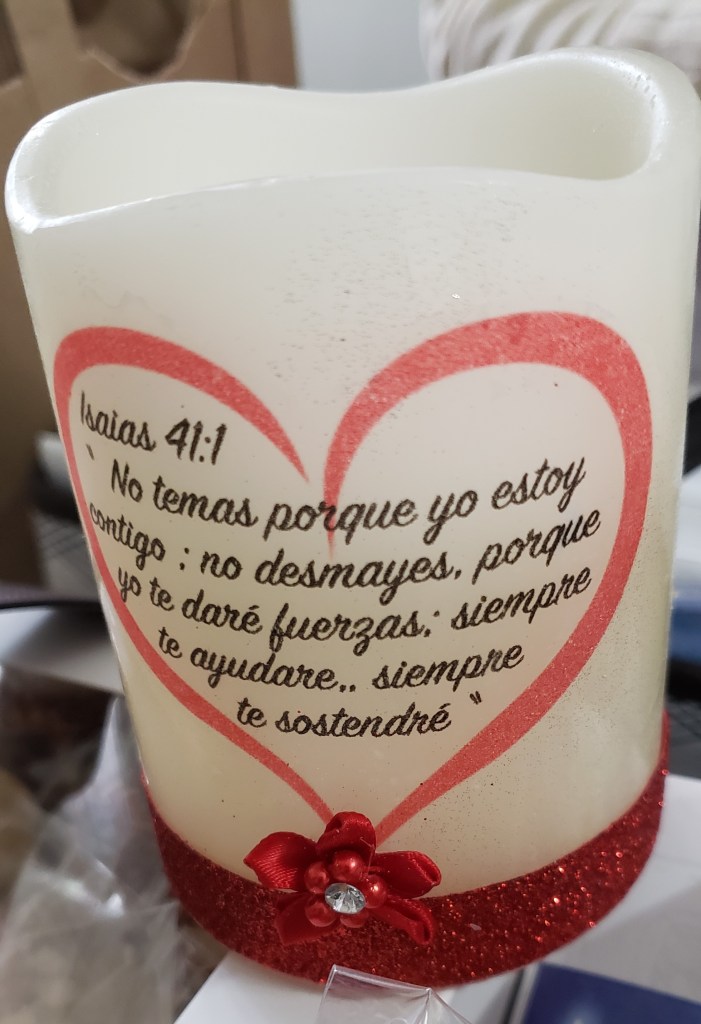 Isaias 41:1
` No temas porque yo estoy
contigo ; no desmayes, porque
yo te daré fuerzas; siempre
te ayudare.. siempre
te sostendré "